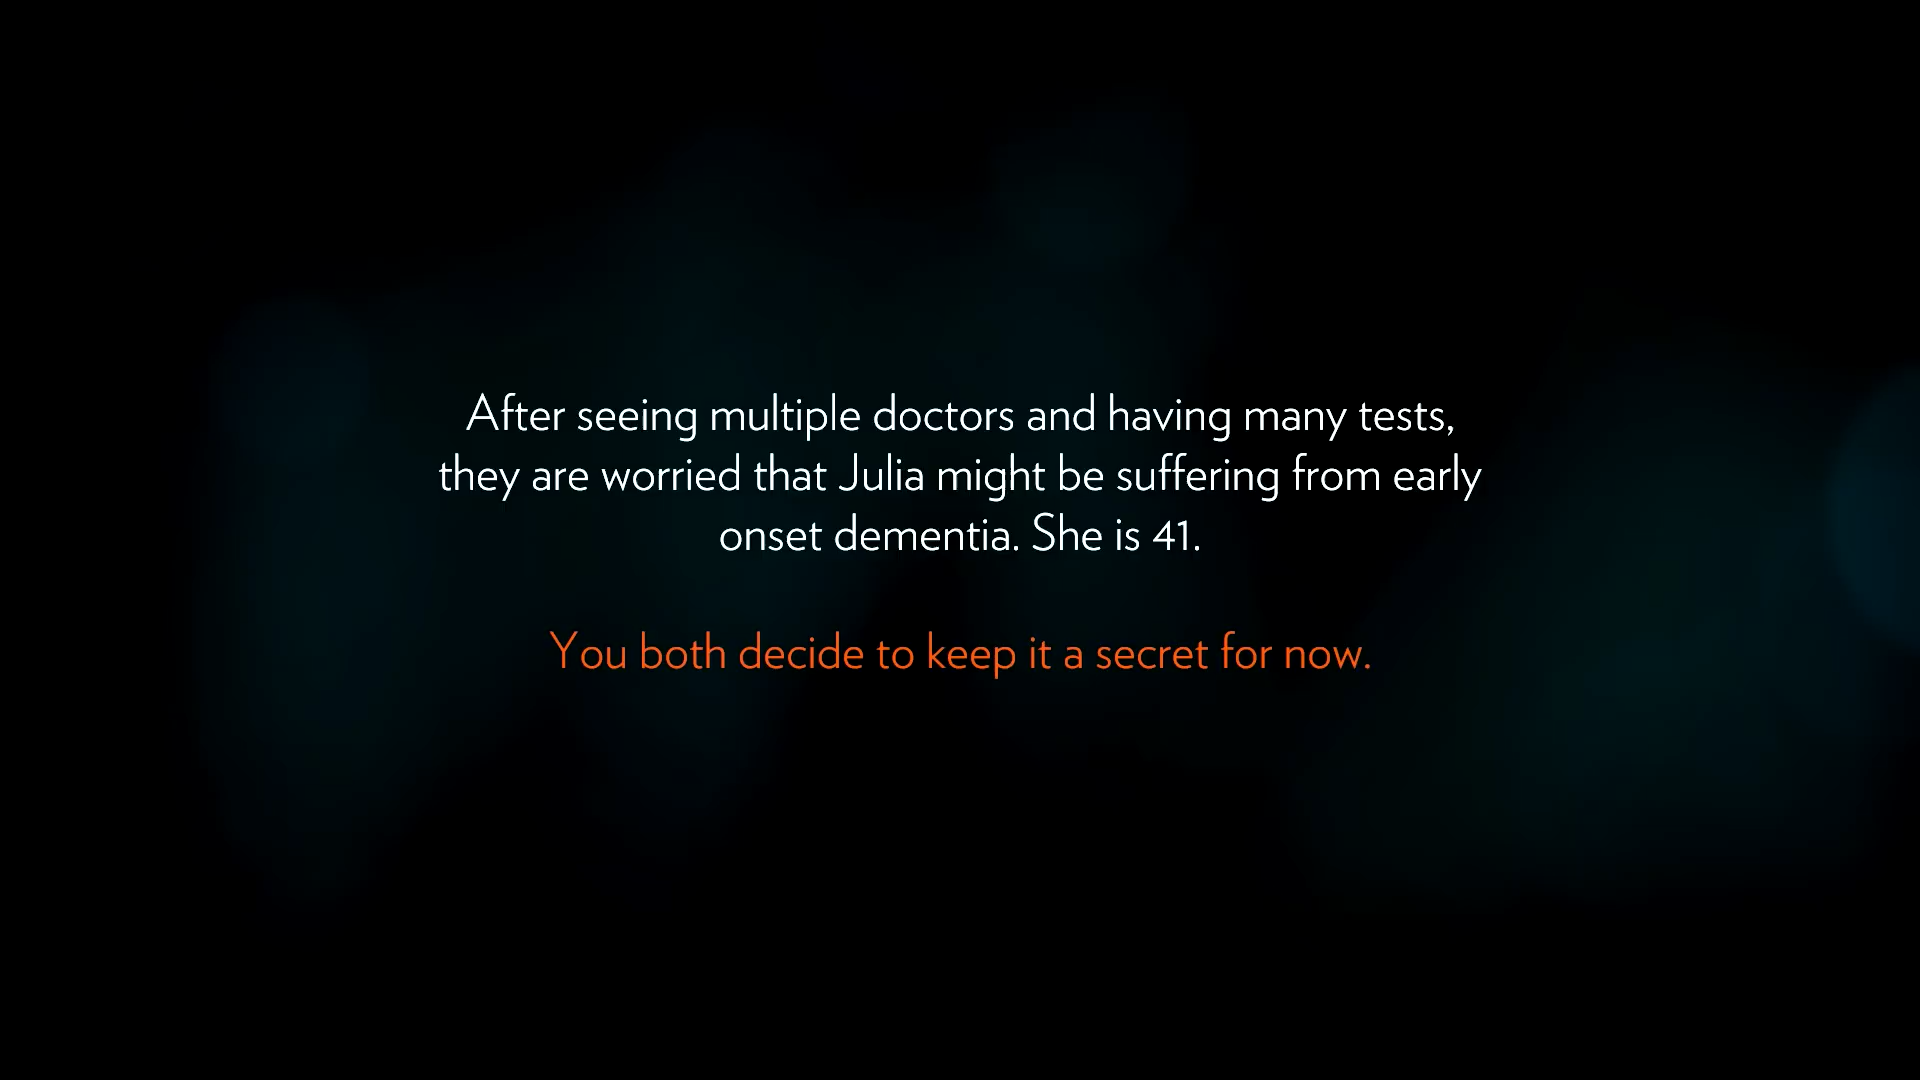 After seeing multiple doctors and having many tests,
they are worried that Julia might be suffering from early
onset dementia. She is 41.
You both decide to keep it a secret for now.